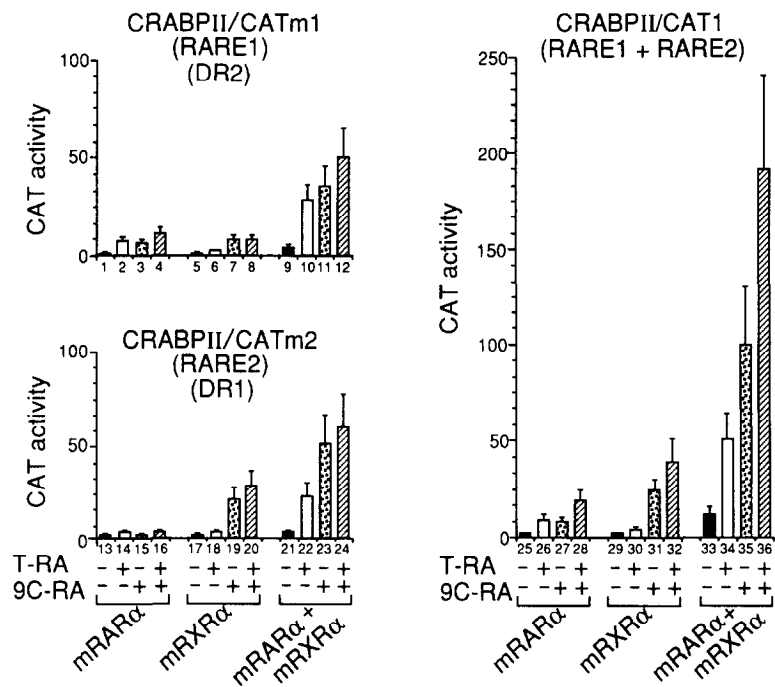 CRABPII/CATm1
(RARE1)
(DR2)
100
50
0
CAT activity
1 2 3 4 5 6 7 8 9 10 11 12
CRABPII/CATm2
(RARE2)
(DR1)
100
50
0
CAT activity
13 14 15 16 17 18 19 20 21 22 23 24
T-RA − + − + − + − + − + − +
9C-RA − − + + − − + + − − + +
mRARα
mRXRα
mRARα+
mRXRα
CRABPII/CAT1
(RARE1 + RARE2)
250
200
150
100
50
0
CAT activity
25 26 27 28 29 30 31 32 33 34 35 36
T-RA − + − + − + − + − + − +
9C-RA − − + + − − + + − − + +
mRARα
mRXRα
mRARα+
mRXRα